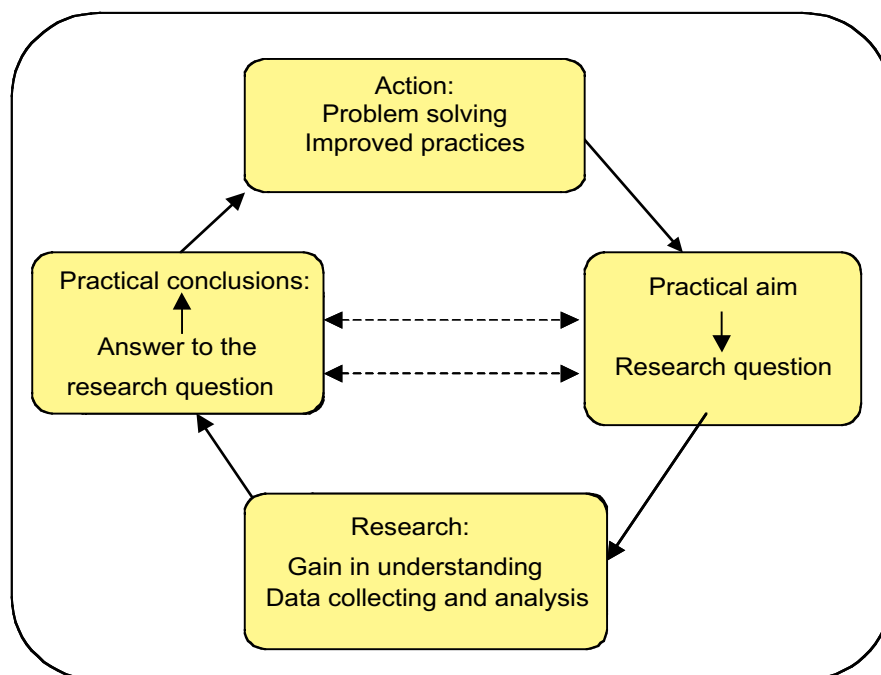 Action:
Problem solving
Improved practices
Practical conclusions:
Answer to the
research question
Practical aim
Research question
Research:
Gain in understanding
Data collecting and analysis